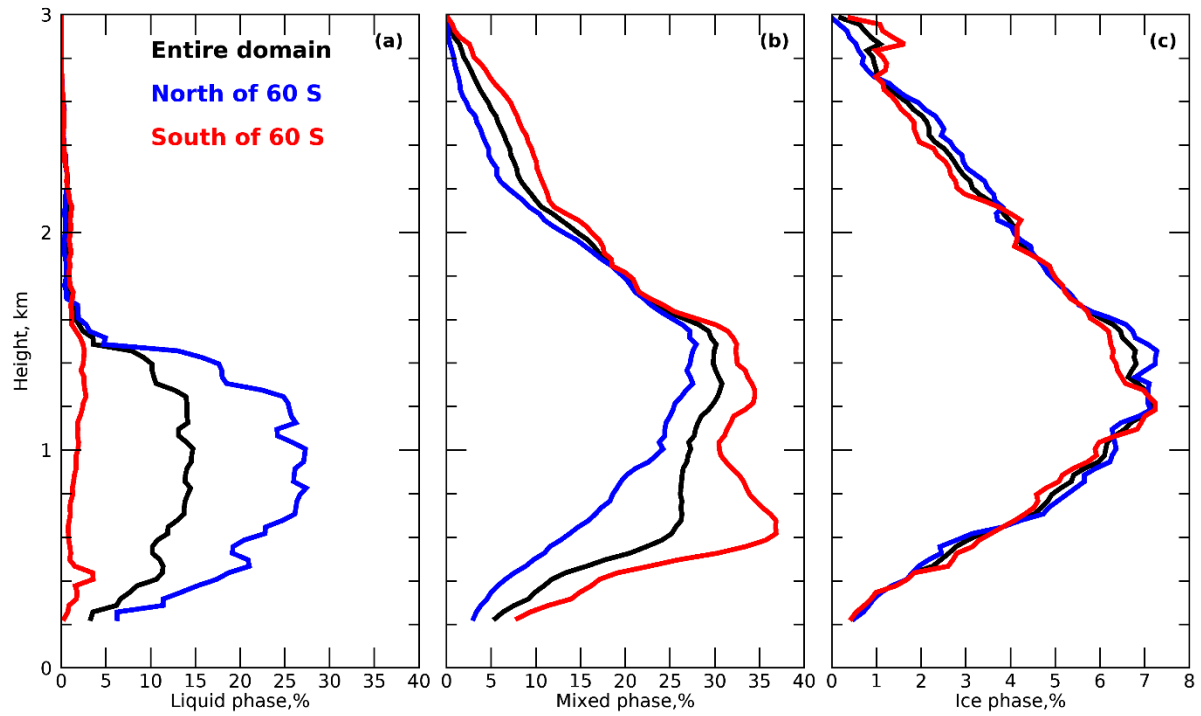 3
2
1
0
Height, km
Entire domain
North of 60 S
South of 60 S
(a)
0 5 10 15 20 25 30 35 40
Liquid phase,%
(b)
0 5 10 15 20 25 30 35 40
Mixed phase,%
(c)
0 1 2 3 4 5 6 7 8
Ice phase,%